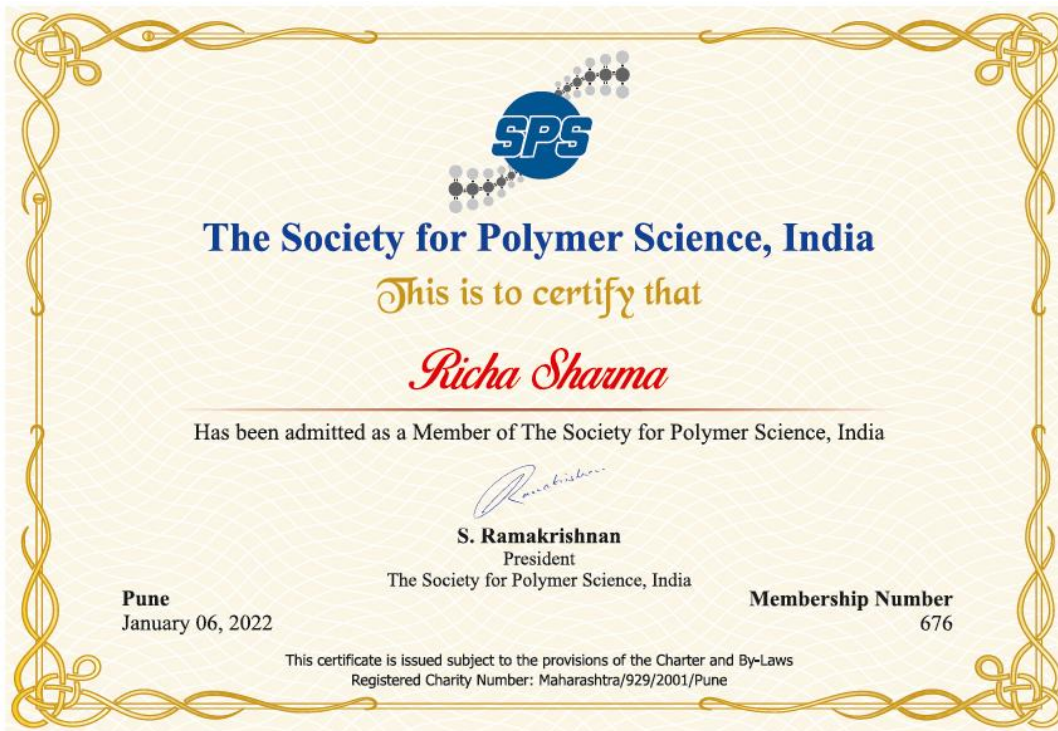 SPS
The Society for Polymer Science, India
This is to certify that
Richa Sharma
Has been admitted as a Member of The Society for Polymer Science, India
Ramakrishnan
S. Ramakrishnan
President
The Society for Polymer Science, India
Pune
January 06, 2022
Membership Number
676
This certificate is issued subject to the provisions of the Charter and By-Laws
Registered Charity Number: Maharashtra/929/2001/Pune